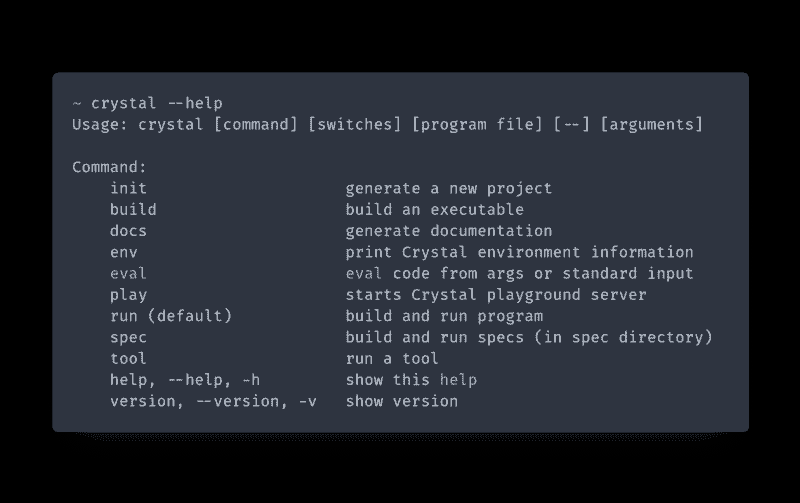 ~ crystal --help
Usage: crystal [command] [switches] [program file] [--] [arguments]

Command:
    init                     generate a new project
    build                    build an executable
    docs                     generate documentation
    env                      print Crystal environment information
    eval                     eval code from args or standard input
    play                     starts Crystal playground server
    run (default)            build and run program
    spec                     build and run specs (in spec directory)
    tool                     run a tool
    help, --help, -h         show this help
    version, --version, -v   show version